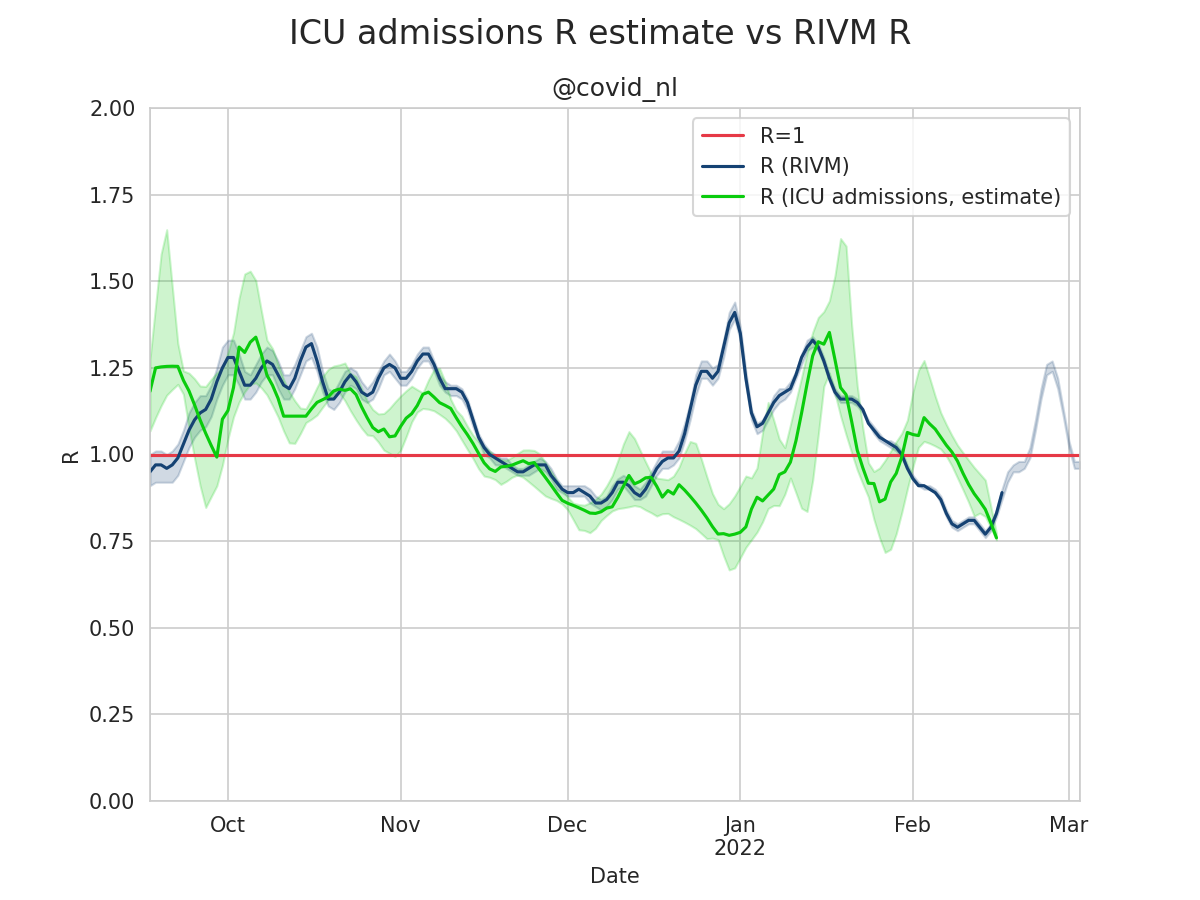 ICU admissions R estimate vs RIVM R
@covid_nl
2.00
1.75
1.50
1.25
1.00
0.75
0.50
0.25
0.00
R
R=1
R (RIVM)
R (ICU admissions, estimate)
Oct Nov Dec Jan Feb Mar
2022
Date